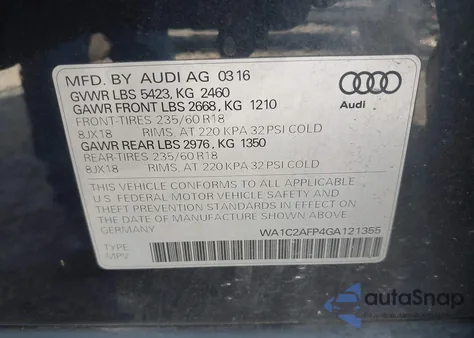 MFD. BY AUDI AG 03 16
GVWR LBS 5423, KG 2460
GAWR FRONT LBS 2668, KG 1210
FRONT-TIRES 235/60 R18
8JX18 RIMS, AT 220 KPA 32 PSI COLD
GAWR REAR LBS 2976, KG 1350
REAR-TIRES 235/60 R18
8JX18 RIMS, AT 220 KPA 32 PSI COLD
THIS VEHICLE CONFORMS TO ALL APPLICABLE
U.S. FEDERAL MOTOR VEHICLE SAFETY AND
THEFT PREVENTION STANDARDS IN EFFECT ON
THE DATE OF MANUFACTURE SHOWN ABOVE.
GERMANY
WA1C2AFP4GA121355
TYPE:
MPV
Audi
autoSnap